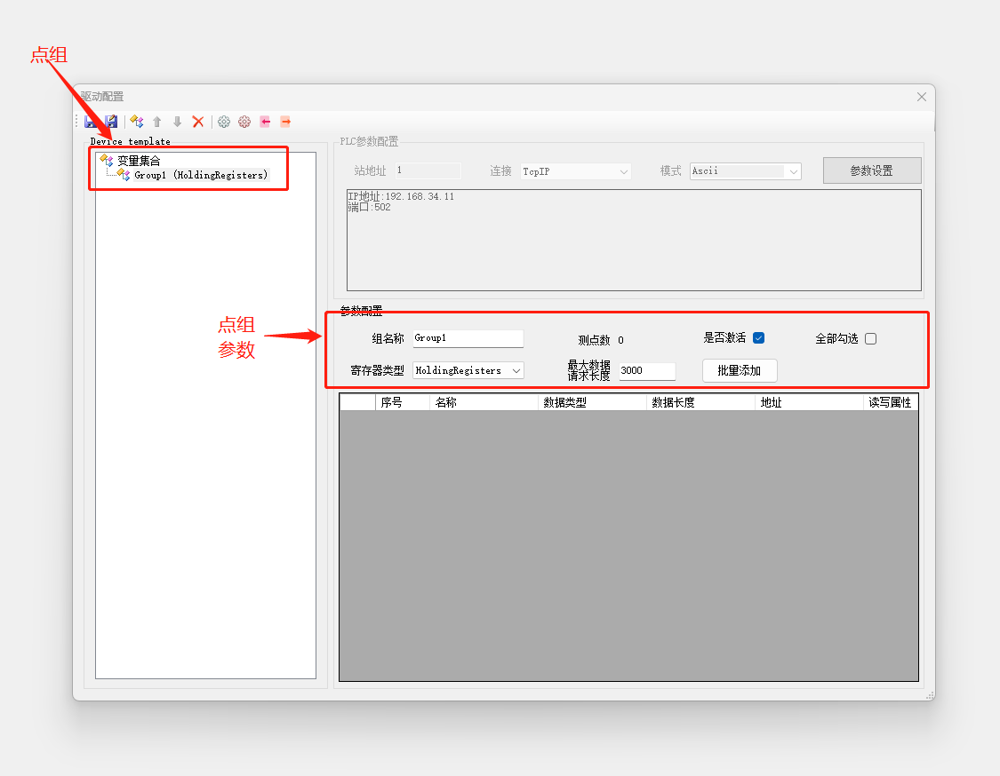 点组
驱动配置
Device template
变量集合
Group1 (HoldingRegisters)
PLC参数配置
站地址 1 连接 TcpIP 模式 Ascii 参数设置
IP地址:192.168.34.11
端口:502
点组
参数
参数配置
组名称 Group1 测点数 0 是否激活 全部勾选
寄存器类型 HoldingRegisters 最大数据
请求长度 3000 批量添加
序号 名称 数据类型 数据长度 地址 读写属性